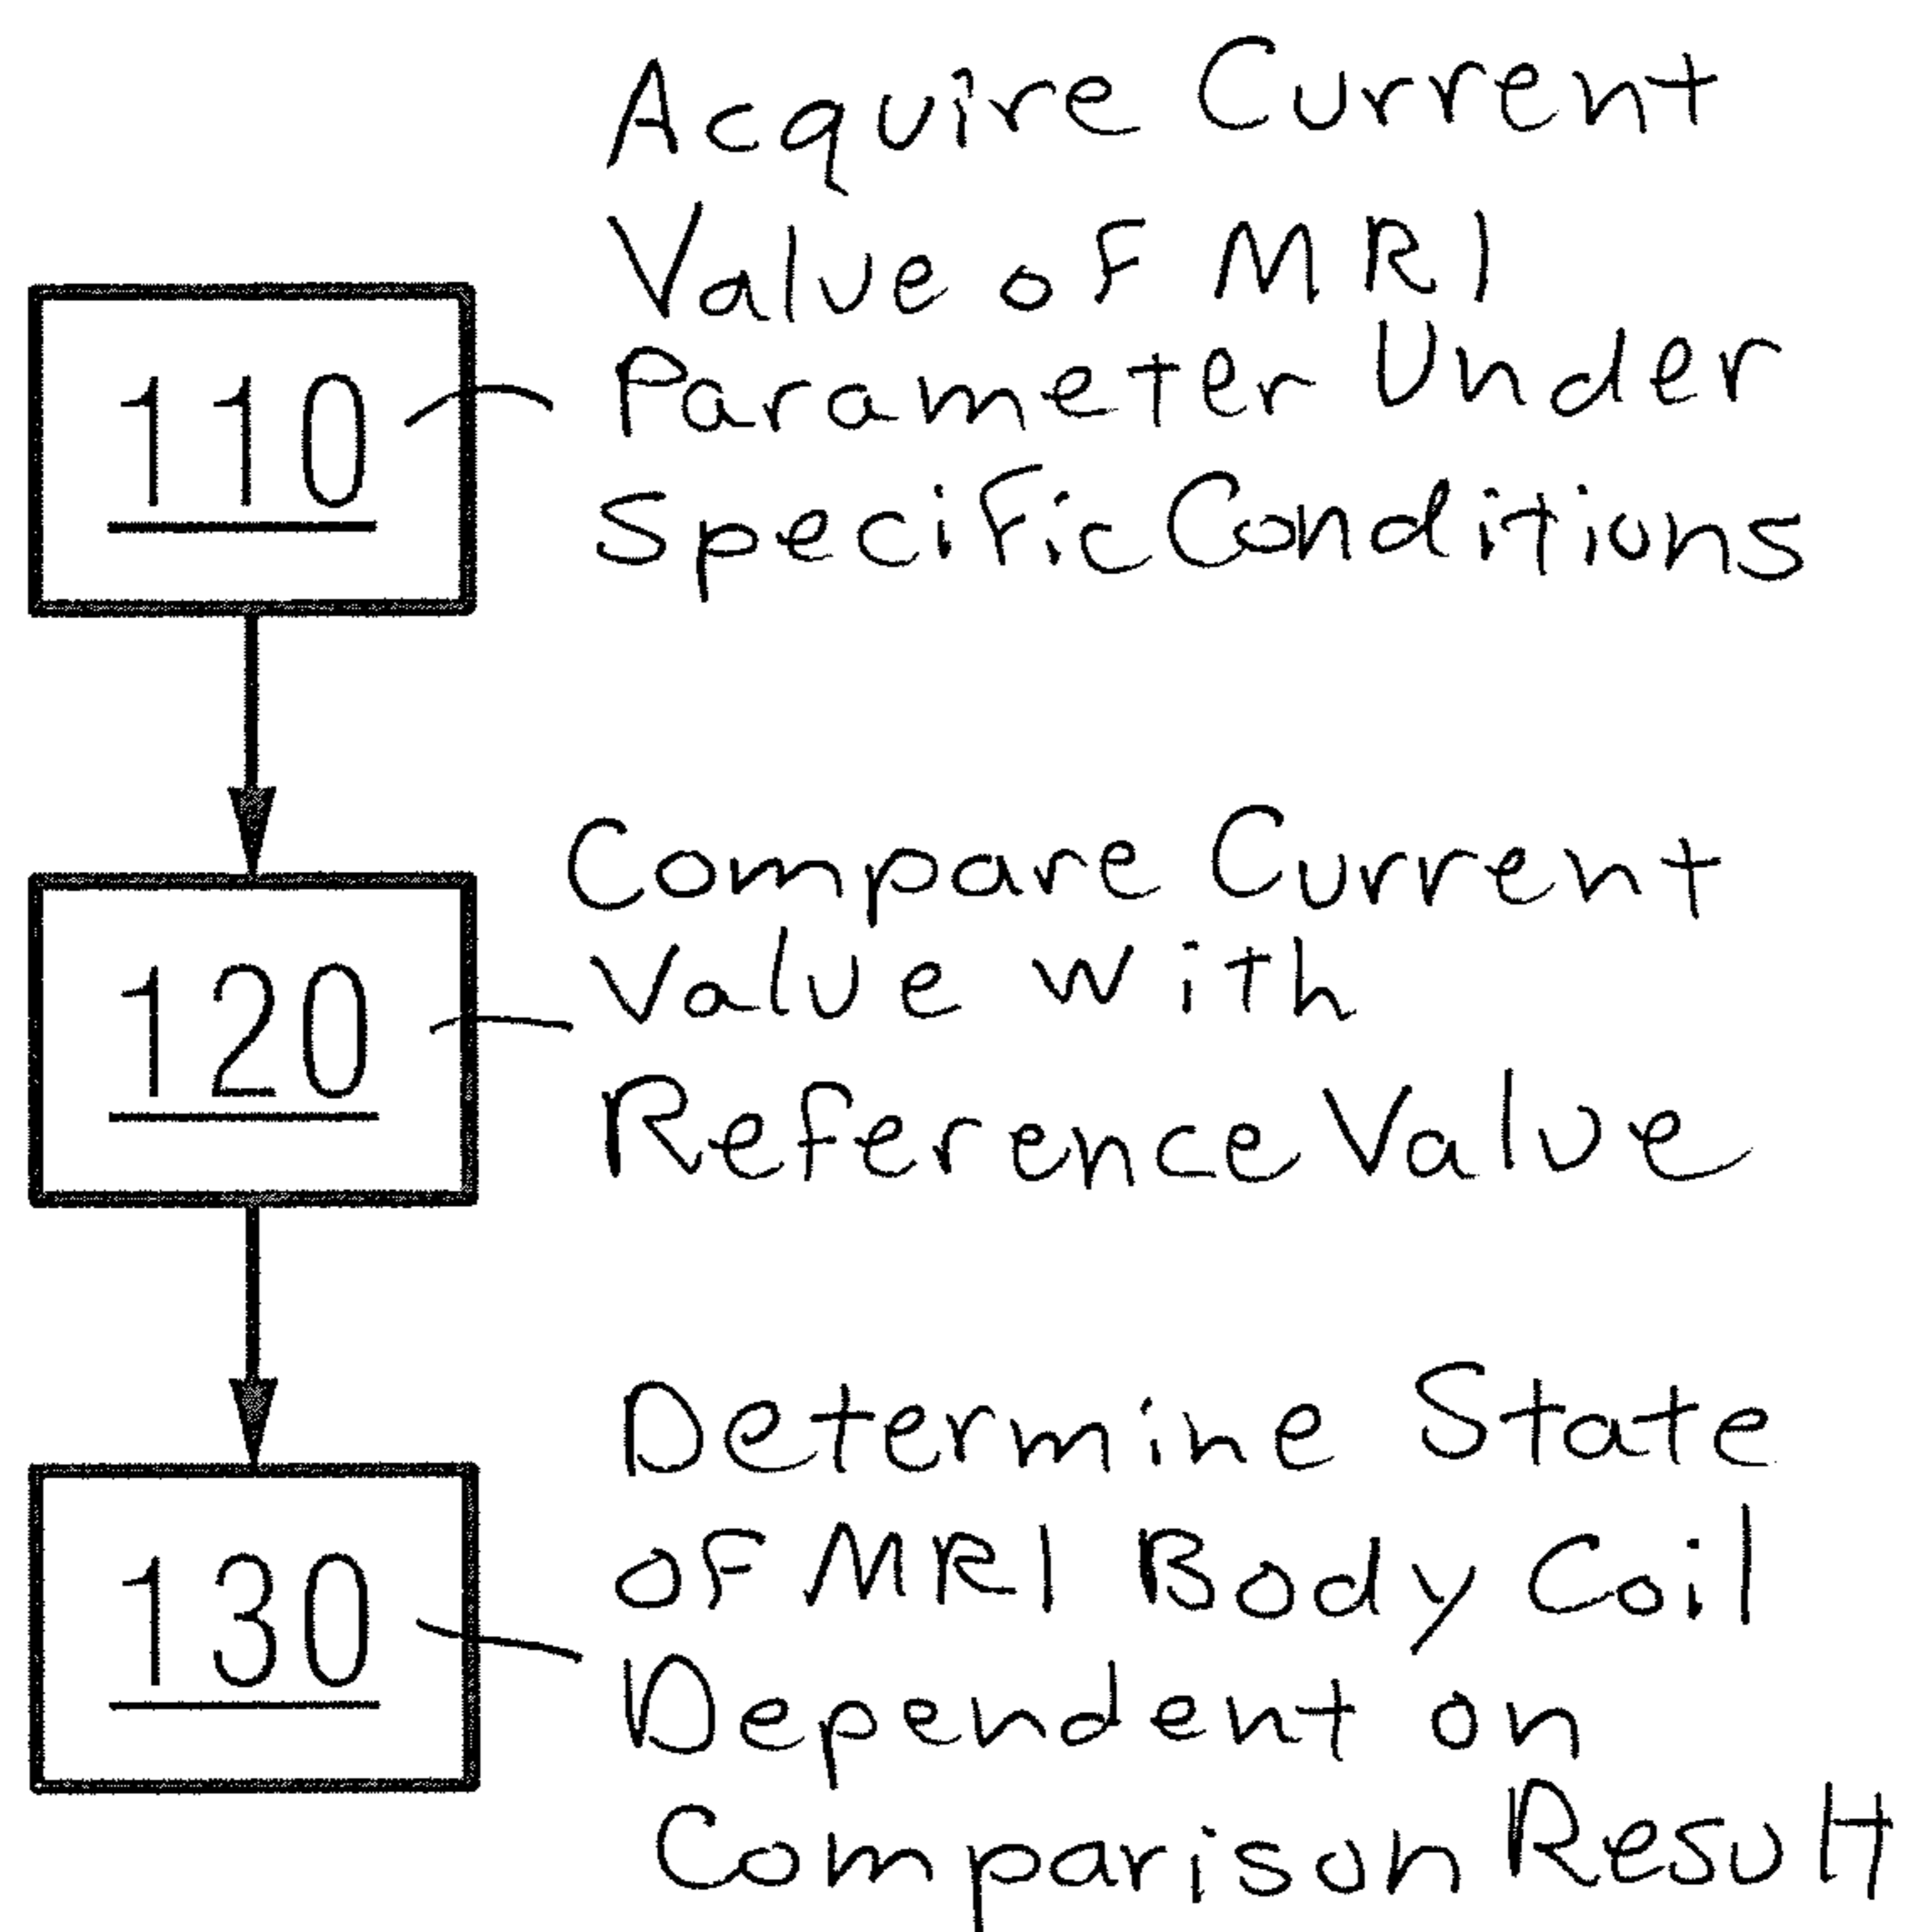 Acquire Current
Value of MRI
Parameter Under
Specific Conditions
110
Compare Current
Value with
Reference Value
120
Determine State
of MRI Body Coil
Dependent on
Comparison Result
130